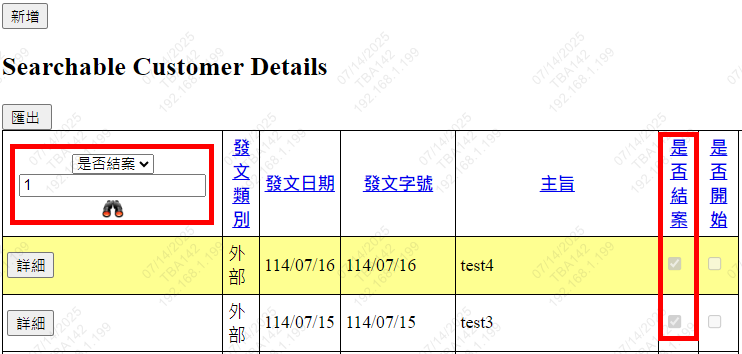 新增
Searchable Customer Details
匯出
是否結案
1
發文類別
發文日期
發文字號
主旨
是否結案
是否開始
詳細
外部
114/07/16
114/07/16
test4
詳細
外部
114/07/15
114/07/15
test3
07/14/2025
TBA142
192.168.1.199